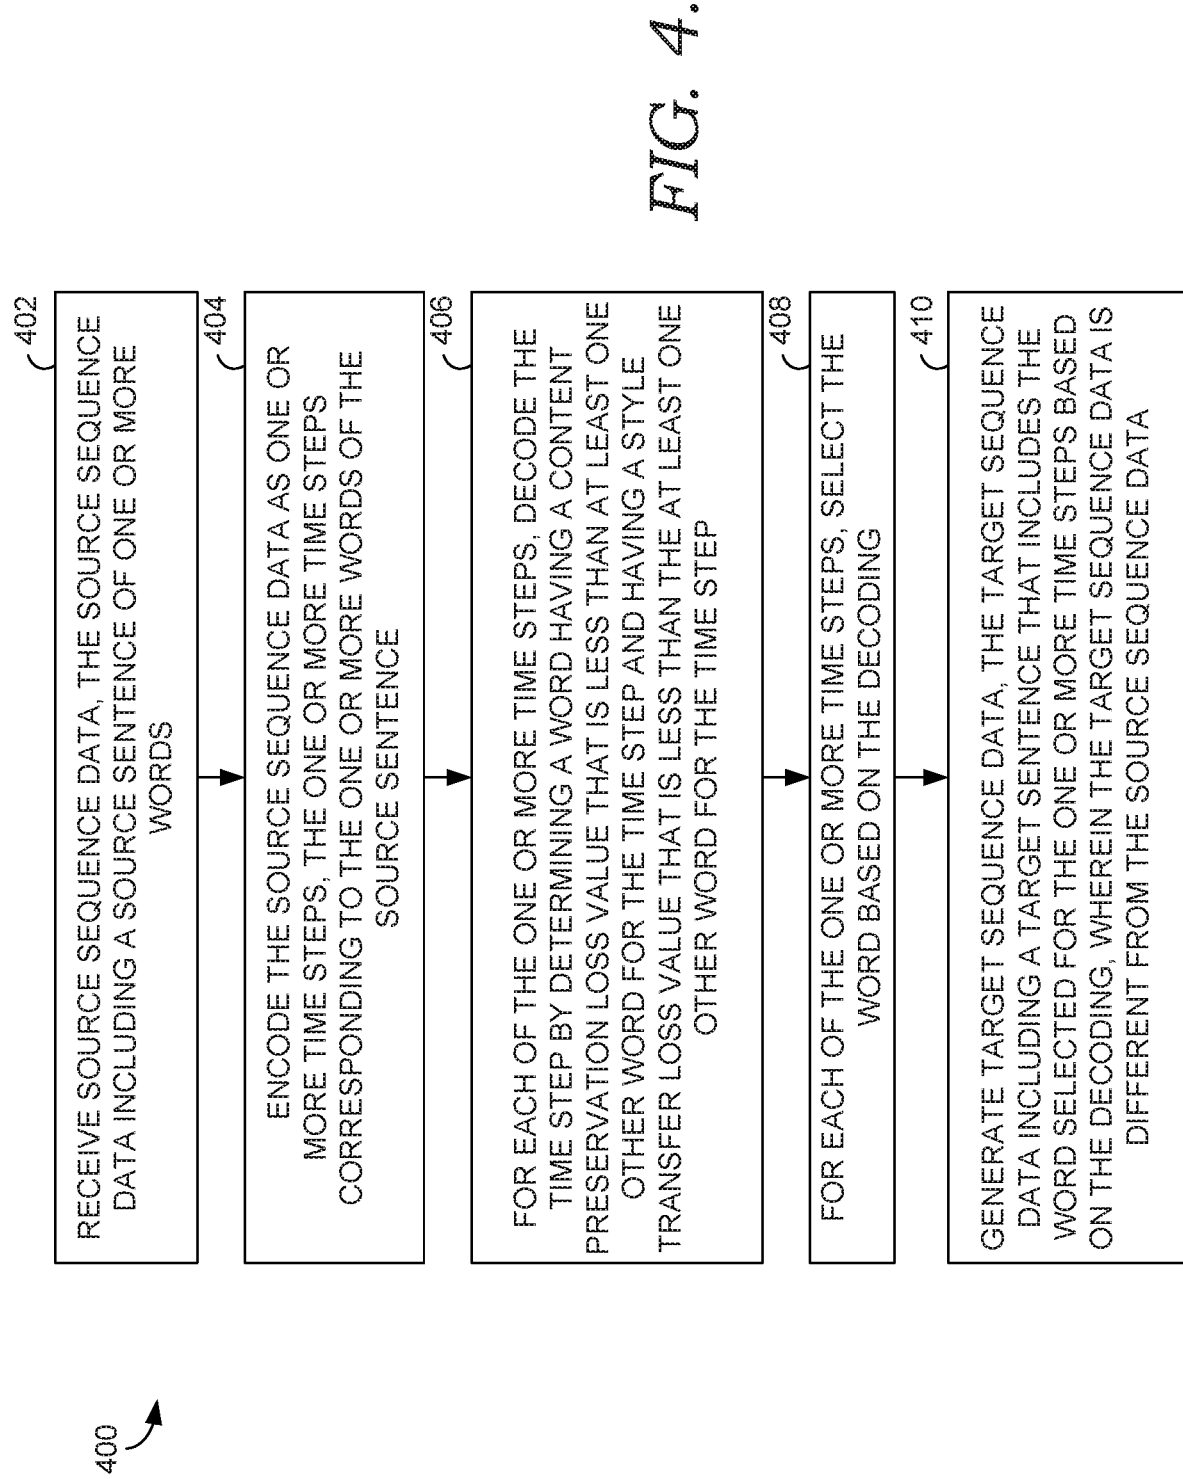 400
402
RECEIVE SOURCE SEQUENCE DATA, THE SOURCE SEQUENCE
DATA INCLUDING A SOURCE SENTENCE OF ONE OR MORE
WORDS
404
ENCODE THE SOURCE SEQUENCE DATA AS ONE OR
MORE TIME STEPS, THE ONE OR MORE TIME STEPS
CORRESPONDING TO THE ONE OR MORE WORDS OF THE
SOURCE SENTENCE
406
FOR EACH OF THE ONE OR MORE TIME STEPS, DECODE THE
TIME STEP BY DETERMINING A WORD HAVING A CONTENT
PRESERVATION LOSS VALUE THAT IS LESS THAN AT LEAST ONE
OTHER WORD FOR THE TIME STEP AND HAVING A STYLE
TRANSFER LOSS VALUE THAT IS LESS THAN THE AT LEAST ONE
OTHER WORD FOR THE TIME STEP
408
FOR EACH OF THE ONE OR MORE TIME STEPS, SELECT THE
WORD BASED ON THE DECODING
410
GENERATE TARGET SEQUENCE DATA, THE TARGET SEQUENCE
DATA INCLUDING A TARGET SENTENCE THAT INCLUDES THE
WORD SELECTED FOR THE ONE OR MORE TIME STEPS BASED
ON THE DECODING, WHEREIN THE TARGET SEQUENCE DATA IS
DIFFERENT FROM THE SOURCE SEQUENCE DATA
FIG. 4.